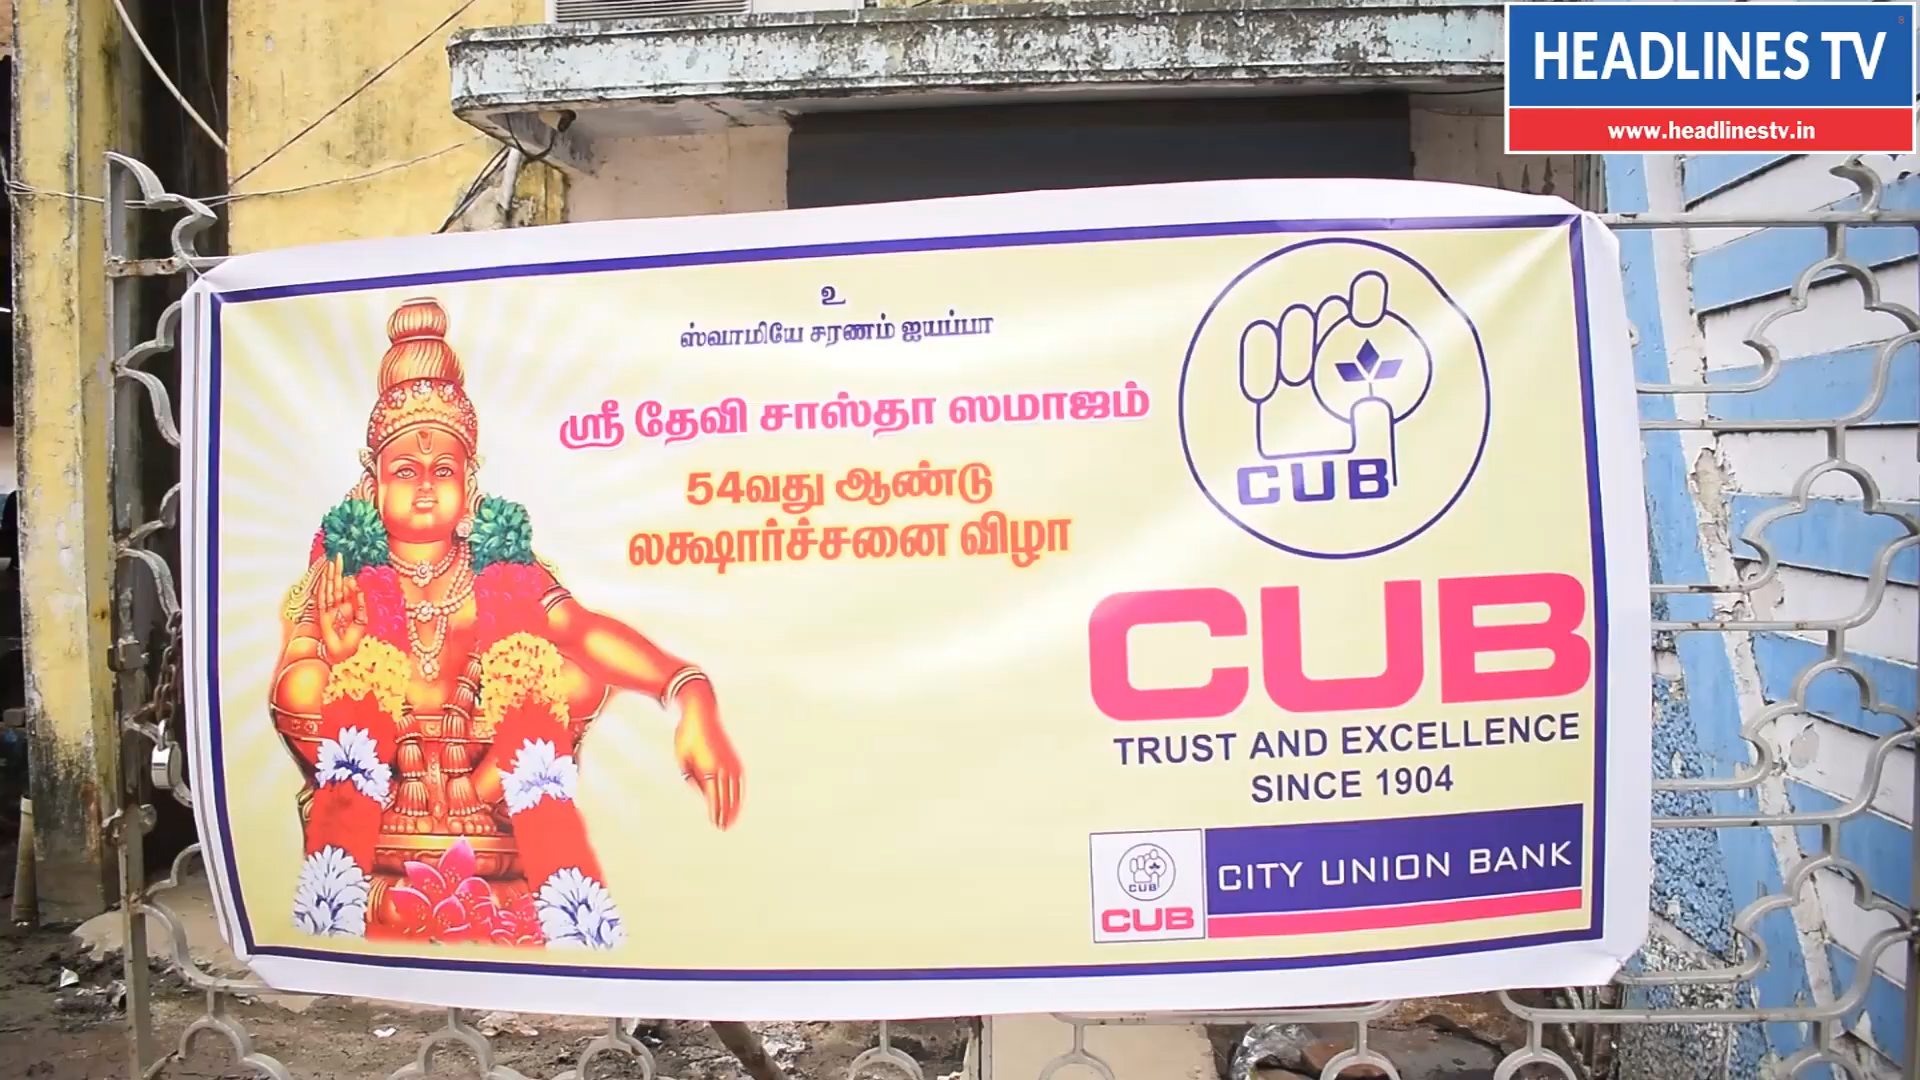 HEADLINES TV
www.headlinestv.in
உ
ஸ்வாமியே சரணம் ஐயப்பா
ஸ்ரீ தேவி சாஸ்தா ஸமாஜம்
54வது ஆண்டு
லக்ஷார்ச்சனை விழா
CUB
CUB
TRUST AND EXCELLENCE
SINCE 1904
CUB
CUB
CITY UNION BANK